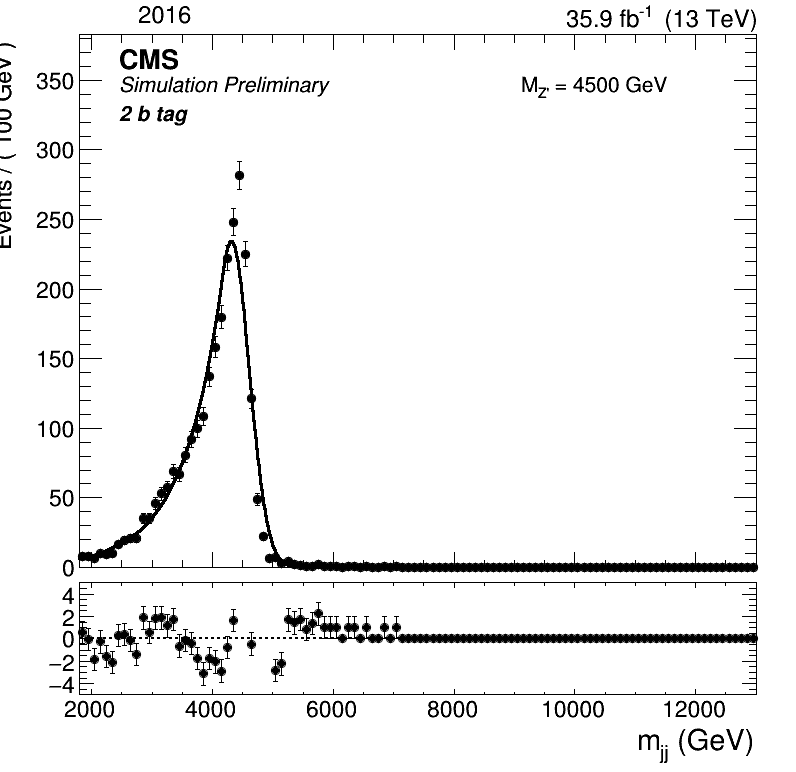 2016 35.9 fb⁻¹ (13 TeV)
CMS
Simulation Preliminary
M_Z' = 4500 GeV
2 b tag
Events / ( 100 GeV )
350
300
250
200
150
100
50
0
4
2
0
−2
−4
2000 4000 6000 8000 10000 12000
m_jj (GeV)